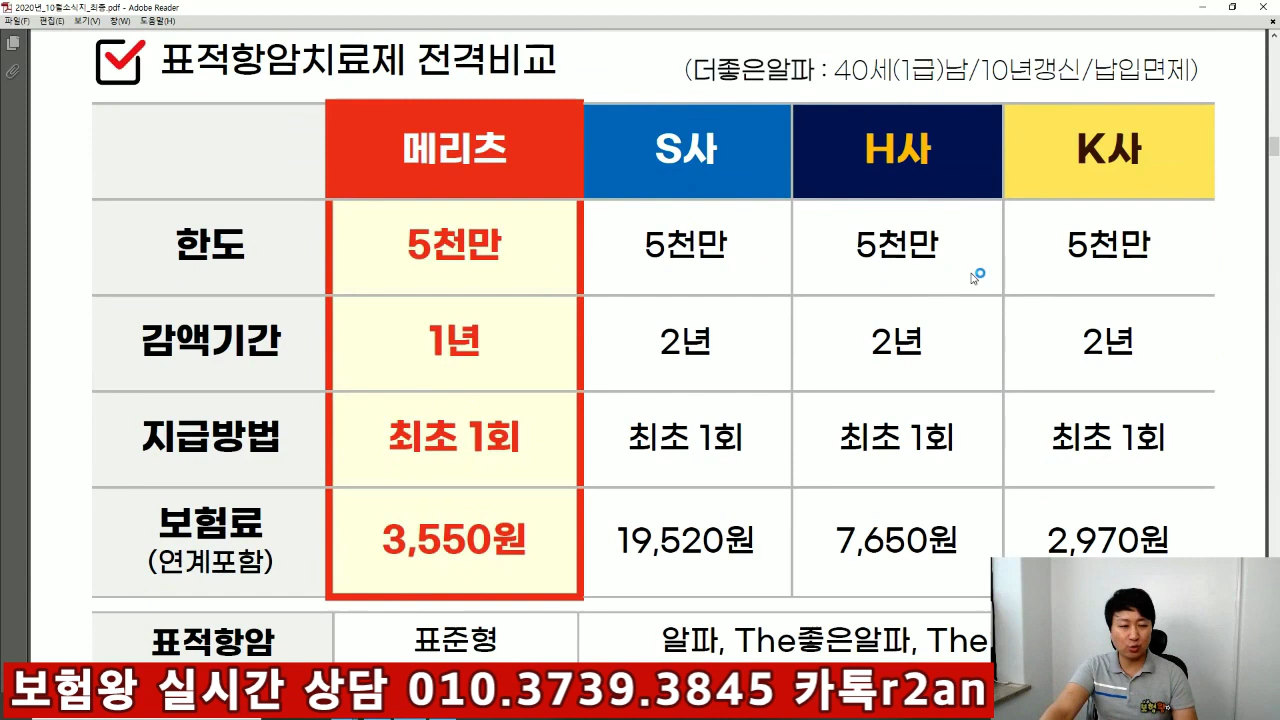 2020년_10월소식지_최종.pdf - Adobe Reader
파일(F) 편집(E) 보기(V) 창(W) 도움말(H)
표적항암치료제 전격비교
(더좋은알파 : 40세(1급)남/10년갱신/납입면제)
메리츠 S사 H사 K사
한도 5천만 5천만 5천만 5천만
감액기간 1년 2년 2년 2년
지급방법 최초 1회 최초 1회 최초 1회 최초 1회
보험료 3,550원 19,520원 7,650원 2,970원
(연계포함)
표적항암 표준형 알파, The좋은알파, The
보험왕 실시간 상담 010.3739.3845 카톡r2an
보험왕